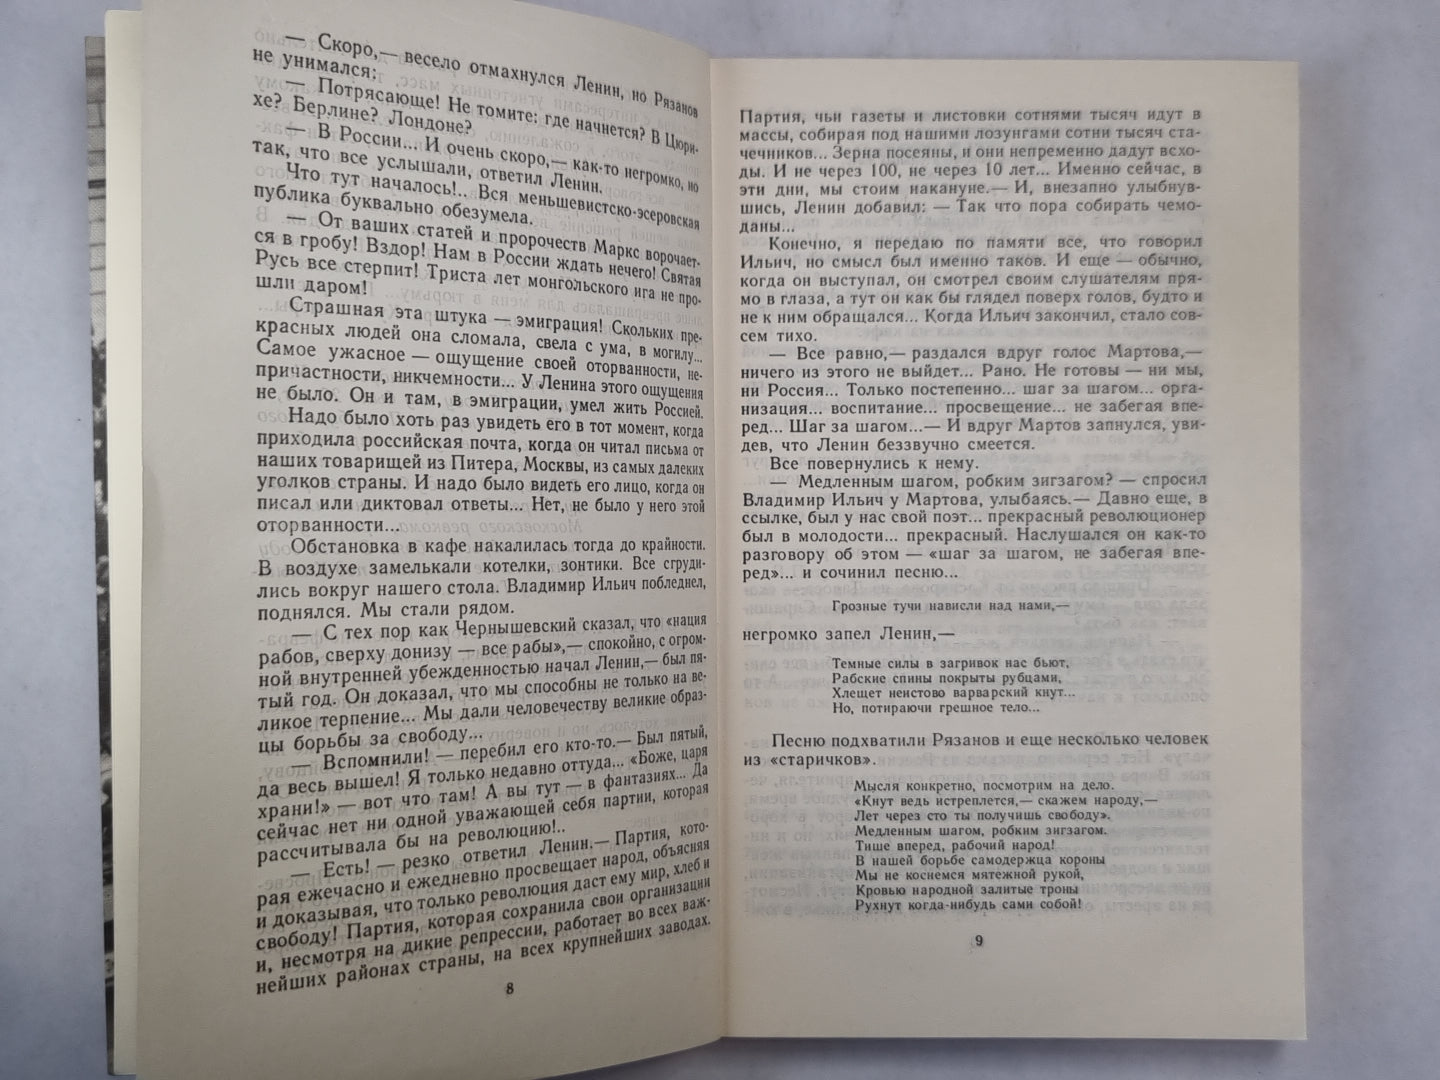 — Скоро,— весело отмахнулся Ленин, но Рязанов
не унимался:
— Потрясающе! Не томите: где начнется? В Цюри-
хе? Берлине? Лондоне?
— В России... И очень скоро,— как-то негромко, но
так, что все услышали, ответил Ленин.
Что тут началось!.. Вся меньшевистско-эсеровская
публика буквально обезумела.
— От ваших статей и пророчеств Маркс ворочает-
ся в гробу! Вздор! Нам в России ждать нечего! Святая
Русь все стерпит! Триста лет монгольского ига не про-
шли даром!
Страшная эта штука — эмиграция! Скольких пре-
красных людей она сломала, свела с ума, в могилу...
Самое ужасное — ощущение своей оторванности, не-
причастности, никчемности... У Ленина этого ощущения
не было. Он и там, в эмиграции, умел жить Россией.
Надо было хоть раз увидеть его в тот момент, когда
приходила российская почта, когда он читал письма от
наших товарищей из Питера, Москвы, из самых далеких
уголков страны. И надо было видеть его лицо, когда он
писал или диктовал ответы... Нет, не было у него этой
оторванности...
Обстановка в кафе накалилась тогда до крайности.
В воздухе замелькали котелки, зонтики. Все сгруди-
лись вокруг нашего стола. Владимир Ильич побледнел,
поднялся. Мы стали рядом.
— С тех пор как Чернышевский сказал, что «нация
рабов, сверху донизу — все рабы»,— спокойно, с огром-
ной внутренней убежденностью начал Ленин,— был пя-
тый год. Он доказал, что мы способны не только на ве-
ликое терпение... Мы дали человечеству великие образ-
цы борьбы за свободу...
— Вспомнили! — перебил его кто-то.— Был пятый,
да весь вышел! Я только недавно оттуда... «Боже, царя
храни!» — вот что там! А вы тут — в фантазиях... Да
сейчас нет ни одной уважающей себя партии, которая
рассчитывала бы на революцию!..
— Есть! — резко ответил Ленин.— Партия, кото-
рая ежечасно и ежедневно просвещает народ, объясняя
и доказывая, что только революция даст ему мир, хлеб и
свободу! Партия, которая сохранила свои организации
и, несмотря на дикие репрессии, работает во всех важ-
нейших районах страны, на всех крупнейших заводах.
8
Партия, чьи газеты и листовки сотнями тысяч идут в
массы, собирая под нашими лозунгами сотни тысяч ста-
чечников... Зерна посеяны, и они непременно дадут всхо-
ды. И не через 100, не через 10 лет... Именно сейчас, в
эти дни, мы стоим накануне.— И, внезапно улыбнув-
шись, Ленин добавил: — Так что пора собирать чемо-
даны...
Конечно, я передаю по памяти все, что говорил
Ильич, но смысл был именно таков. И еще — обычно,
когда он выступал, он смотрел своим слушателям пря-
мо в глаза, а тут он как бы глядел поверх голов, будто и
не к ним обращался... Когда Ильич закончил, стало сов-
сем тихо.
— Все равно,— раздался вдруг голос Мартова,—
ничего из этого не выйдет... Рано. Не готовы — ни мы,
ни Россия... Только постепенно... шаг за шагом... орга-
низация... воспитание... просвещение... не забегая впе-
ред... Шаг за шагом...— И вдруг Мартов запнулся, уви-
дев, что Ленин беззвучно смеется.
Все повернулись к нему.
— Медленным шагом, робким зигзагом? — спросил
Владимир Ильич у Мартова, улыбаясь.— Давно еще, в
ссылке, был у нас свой поэт... прекрасный революционер
был в молодости... прекрасный. Наслушался он как-то
разговору об этом — «шаг за шагом, не забегая впе-
ред»... и сочинил песню...
Грозные тучи нависли над нами,—
негромко запел Ленин,—
Темные силы в загривок нас бьют,
Рабские спины покрыты рубцами,
Хлещет неистово варварский кнут...
Но, потираючи грешное тело...
Песню подхватили Рязанов и еще несколько человек
из «старичков».
Мысля конкретно, посмотрим на дело.
«Кнут ведь истреплется,— скажем народу,—
Лет через сто ты получишь свободу».
Медленным шагом, робким зигзагом.
Тише вперед, рабочий народ!
В нашей борьбе самодержца короны
Мы не коснемся мятежной рукой,
Кровью народной залитые троны
Рухнут когда-нибудь сами собой!
9